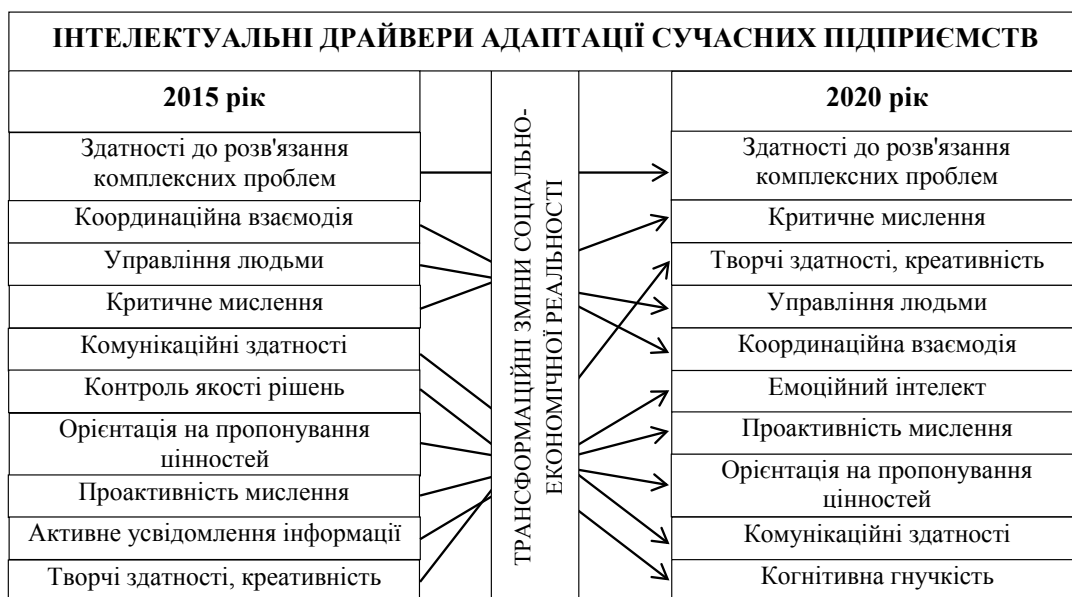 ІНТЕЛЕКТУАЛЬНІ ДРАЙВЕРИ АДАПТАЦІЇ СУЧАСНИХ ПІДПРИЄМСТВ
2015 рік
Здатності до розв'язання
комплексних проблем
Координаційна взаємодія
Управління людьми
Критичне мислення
Комунікаційні здатності
Контроль якості рішень
Орієнтація на пропонування
цінностей
Проактивність мислення
Активне усвідомлення інформації
Творчі здатності, креативність
ТРАНСФОРМАЦІЙНІ ЗМІНИ СОЦІАЛЬНО-
ЕКОНОМІЧНОЇ РЕАЛЬНОСТІ
2020 рік
Здатності до розв'язання
комплексних проблем
Критичне мислення
Творчі здатності, креативність
Управління людьми
Координаційна взаємодія
Емоційний інтелект
Проактивність мислення
Орієнтація на пропонування
цінностей
Комунікаційні здатності
Когнітивна гнучкість